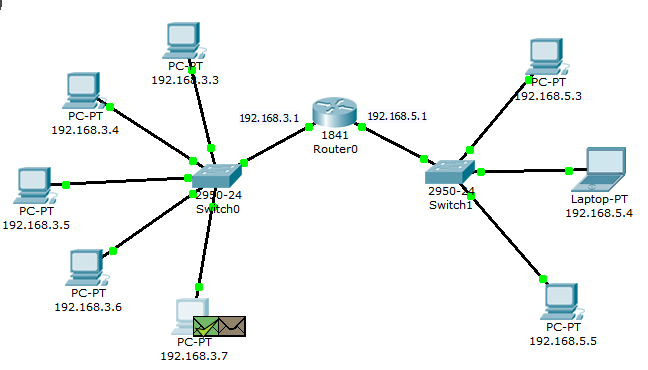 PC-PT
192.168.3.3
PC-PT
192.168.3.4
PC-PT
192.168.3.5
PC-PT
192.168.3.6
PC-PT
192.168.3.7
2950-24
Switch0
192.168.3.1
1841
Router0
192.168.5.1
2950-24
Switch1
PC-PT
192.168.5.3
Laptop-PT
192.168.5.4
PC-PT
192.168.5.5